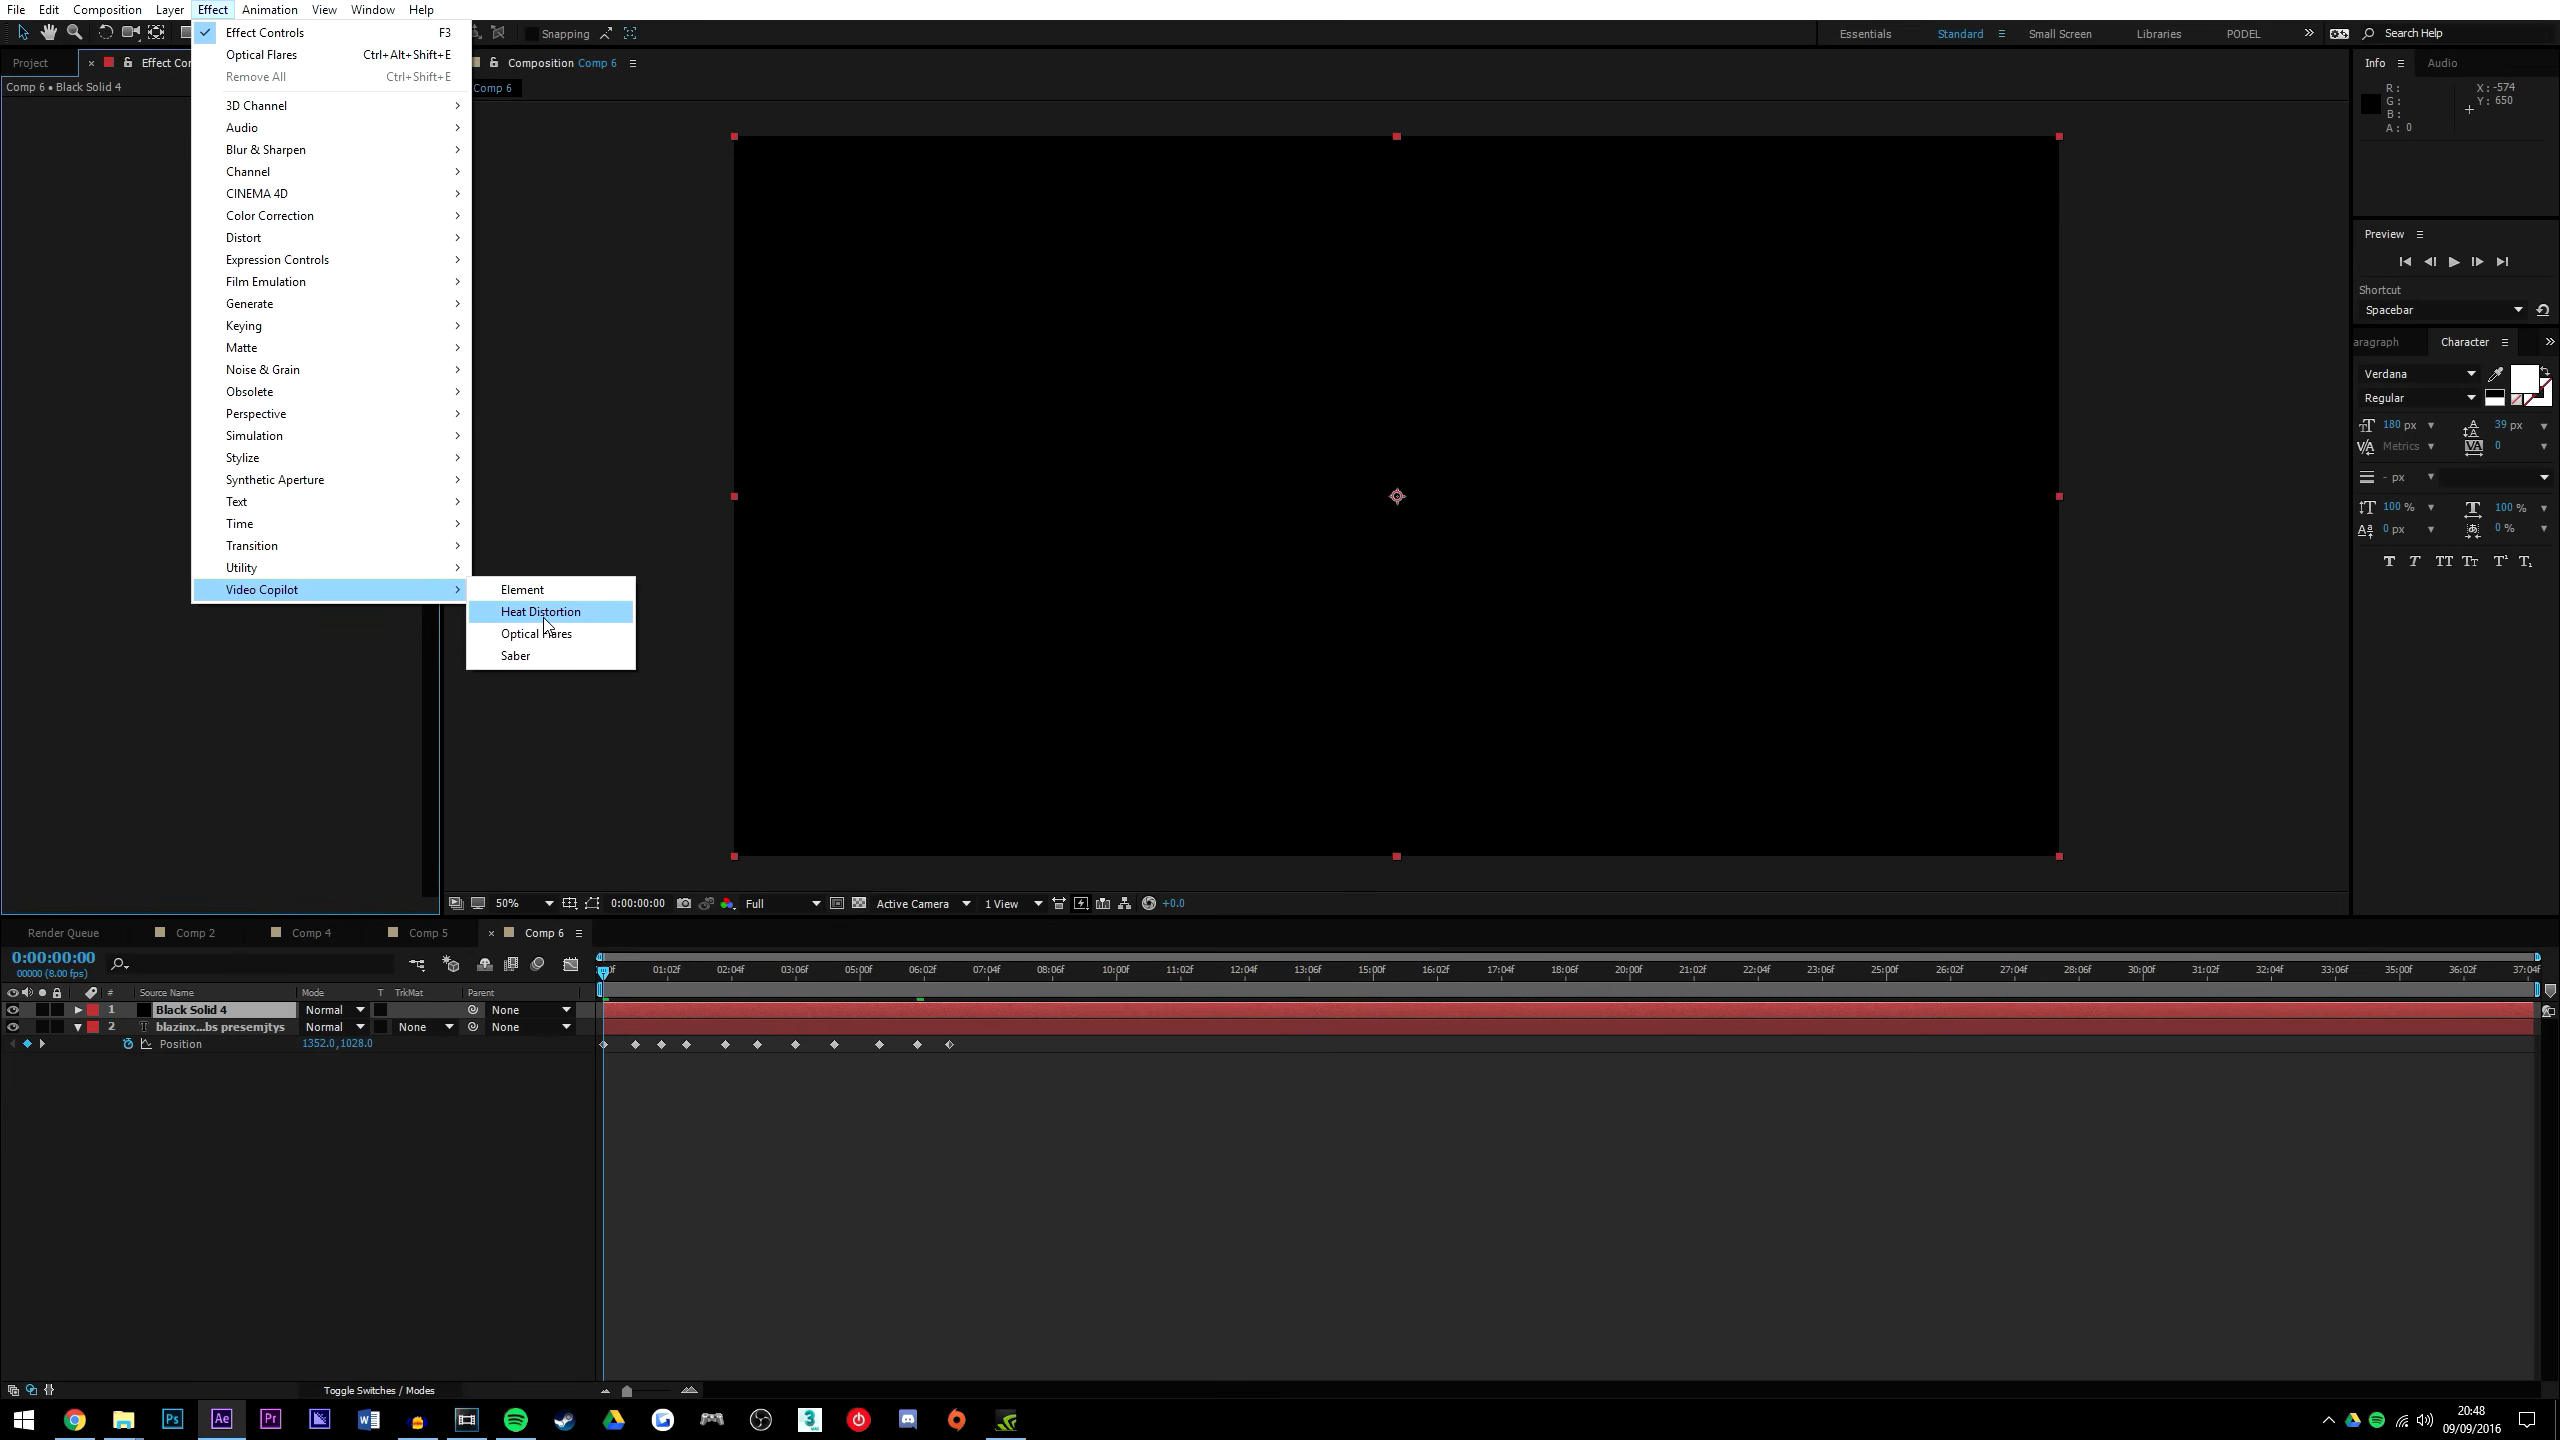 File Edit Composition Layer Effect Animation View Window Help
Snapping
Essentials Standard Small Screen Libraries PODEL Search Help
Project Effect Co Composition Comp 6 Info Audio
Comp 6 • Black Solid 4 Comp 6
Effect Controls F3
Optical Flares Ctrl+Alt+Shift+E
Remove All Ctrl+Shift+E
3D Channel
Audio
Blur & Sharpen
Channel
CINEMA 4D
Color Correction
Distort
Expression Controls
Film Emulation
Generate
Keying
Matte
Noise & Grain
Obsolete
Perspective
Simulation
Stylize
Synthetic Aperture
Text
Time
Transition
Utility
Video Copilot
Element
Heat Distortion
Optical Flares
Saber
R: X: -574
G: Y: 650
B:
A: 0
Preview
Shortcut
Spacebar
aragraph Character
Verdana
Regular
180 px 39 px
Metrics 0
- px
100 % 100 %
0 px 0 %
50% 0:00:00:00 Full Active Camera 1 View +0.0
Render Queue Comp 2 Comp 4 Comp 5 Comp 6
0:00:00:00
00000 (8.00 fps)
01:02f 02:04f 03:06f 05:00f 06:02f 07:04f 08:06f 10:00f 11:02f 12:04f 13:06f 15:00f 16:02f 17:04f 18:06f 20:00f 21:02f 22:04f 23:06f 25:00f 26:02f 27:04f 28:06f 30:00f 31:02f 32:04f 33:06f 35:00f 36:02f 37:04f
# Source Name Mode T TrkMat Parent
1 Black Solid 4 Normal None
2 T blazinx...bs presemjtys Normal None None
Position 1352.0,1028.0
Toggle Switches / Modes
Ps Ae Pr
20:48
09/09/2016